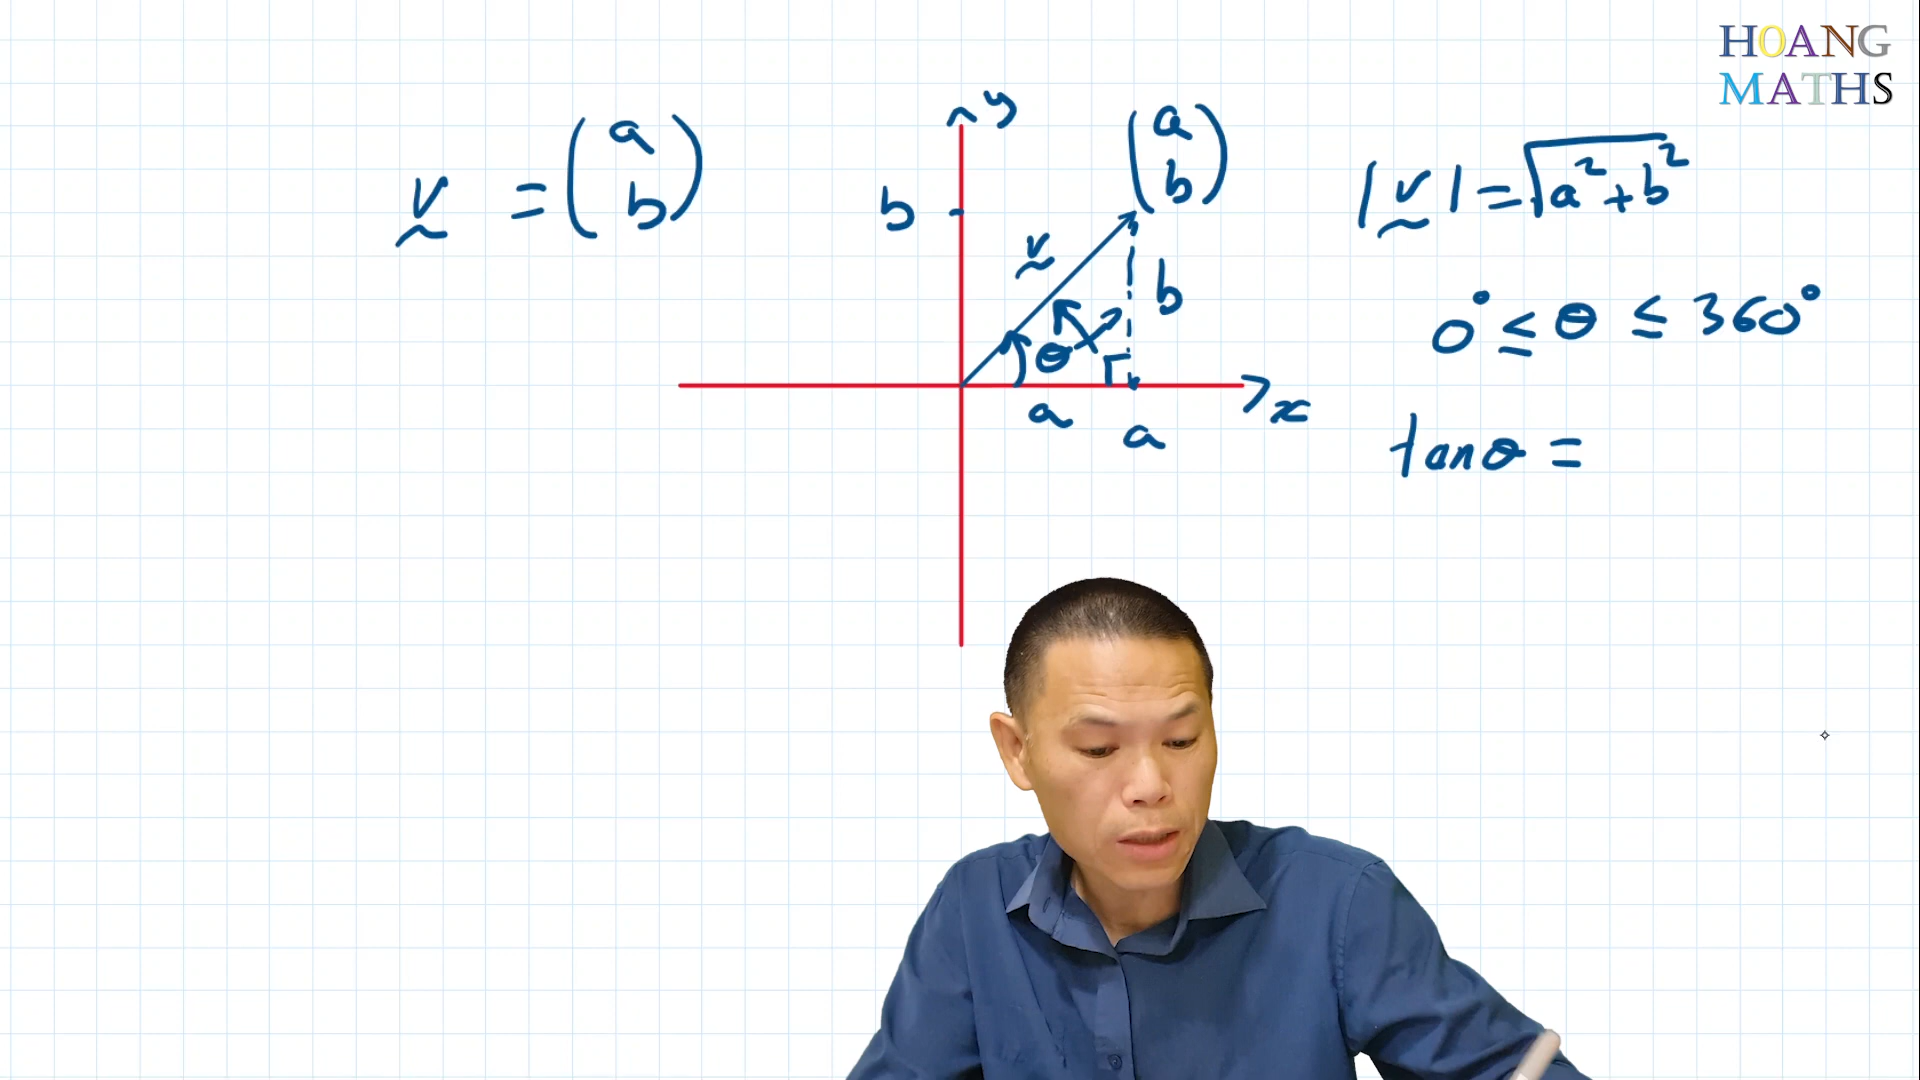 HOANG
MATHS
v = (a
b)
y
(a
b)
b
v
b
θ
a
a
x
|v| = √a²+b²
0° ≤ θ ≤ 360°
tanθ =